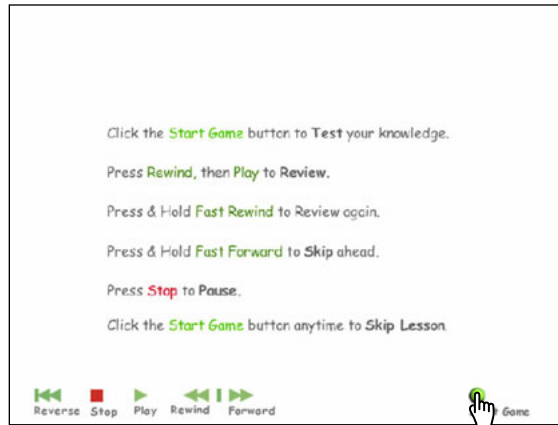 Click the Start Game button to Test your knowledge.
Press Rewind, then Play to Review.
Press & Hold Fast Rewind to Review again.
Press & Hold Fast Forward to Skip ahead.
Press Stop to Pause.
Click the Start Game button anytime to Skip Lesson.
Reverse Stop Play Rewind Forward Game